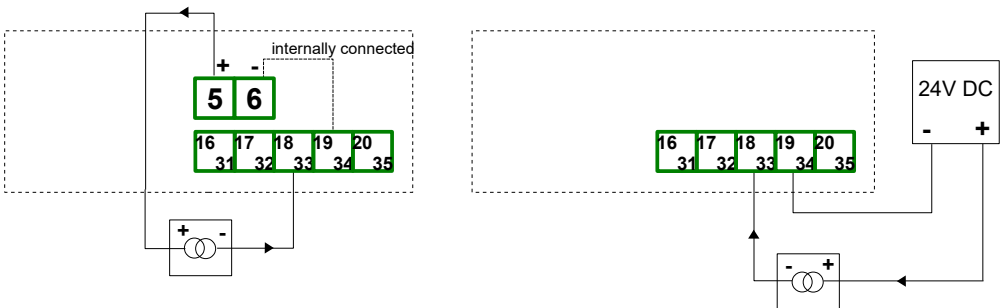 internally connected
+ -
5 6
16 17 18 19 20
31 32 33 34 35
+ -
24V DC
- +
16 17 18 19 20
31 32 33 34 35
- +